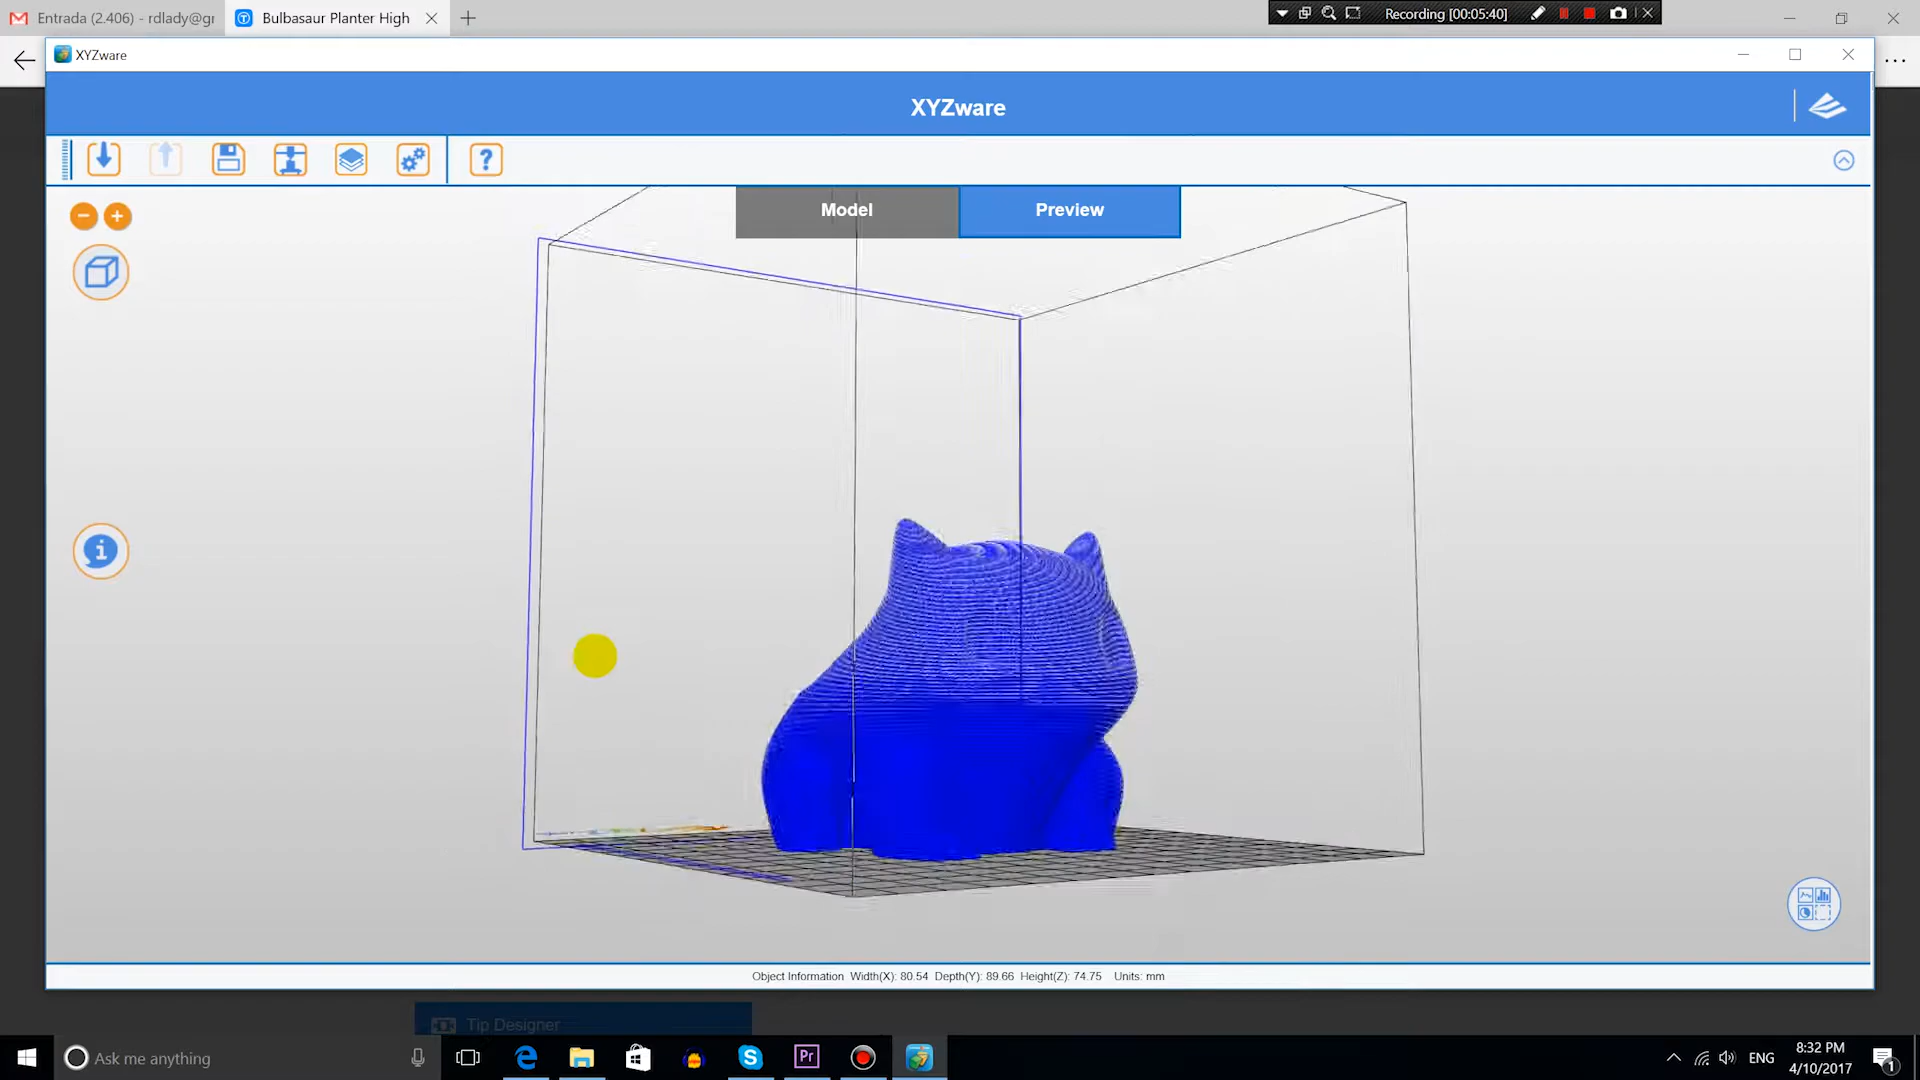 Entrada (2.406) - rdlady@gr
Bulbasaur Planter High
Recording [00:05:40]
XYZware
XYZware
Model
Preview
Object Information Width(X): 80.54 Depth(Y): 89.66 Height(Z): 74.75 Units: mm
Tip Designer
Ask me anything
Pr
ENG
8:32 PM
4/10/2017
1